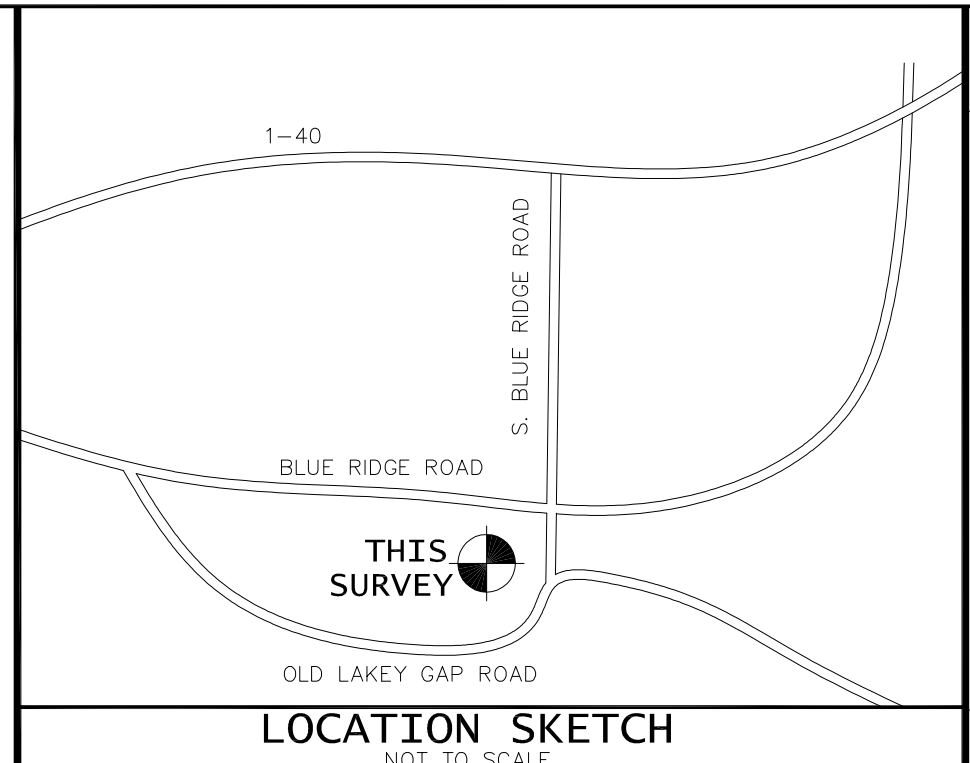 1-40
S. BLUE RIDGE ROAD
BLUE RIDGE ROAD
THIS
SURVEY
OLD LAKEY GAP ROAD
LOCATION SKETCH
NOT TO SCALE